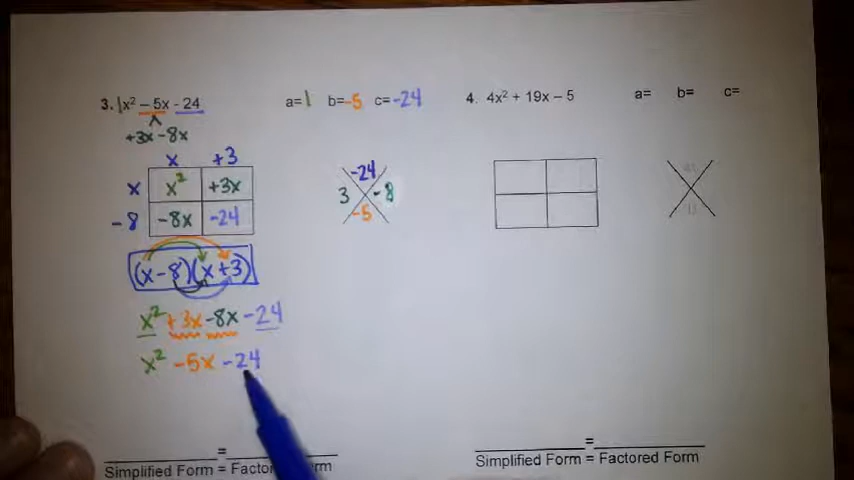 3. 1x² - 5x - 24
a= 1 b= -5 c= -24
+3x -8x
x +3
x x² +3x
-8 -8x -24
-24
3 -8
-5
(x-8)(x+3)
x² +3x -8x -24
x² -5x -24
=
Simplified Form = Factored Form
4. 4x² + 19x – 5
a= b= c=
=
Simplified Form = Factored Form